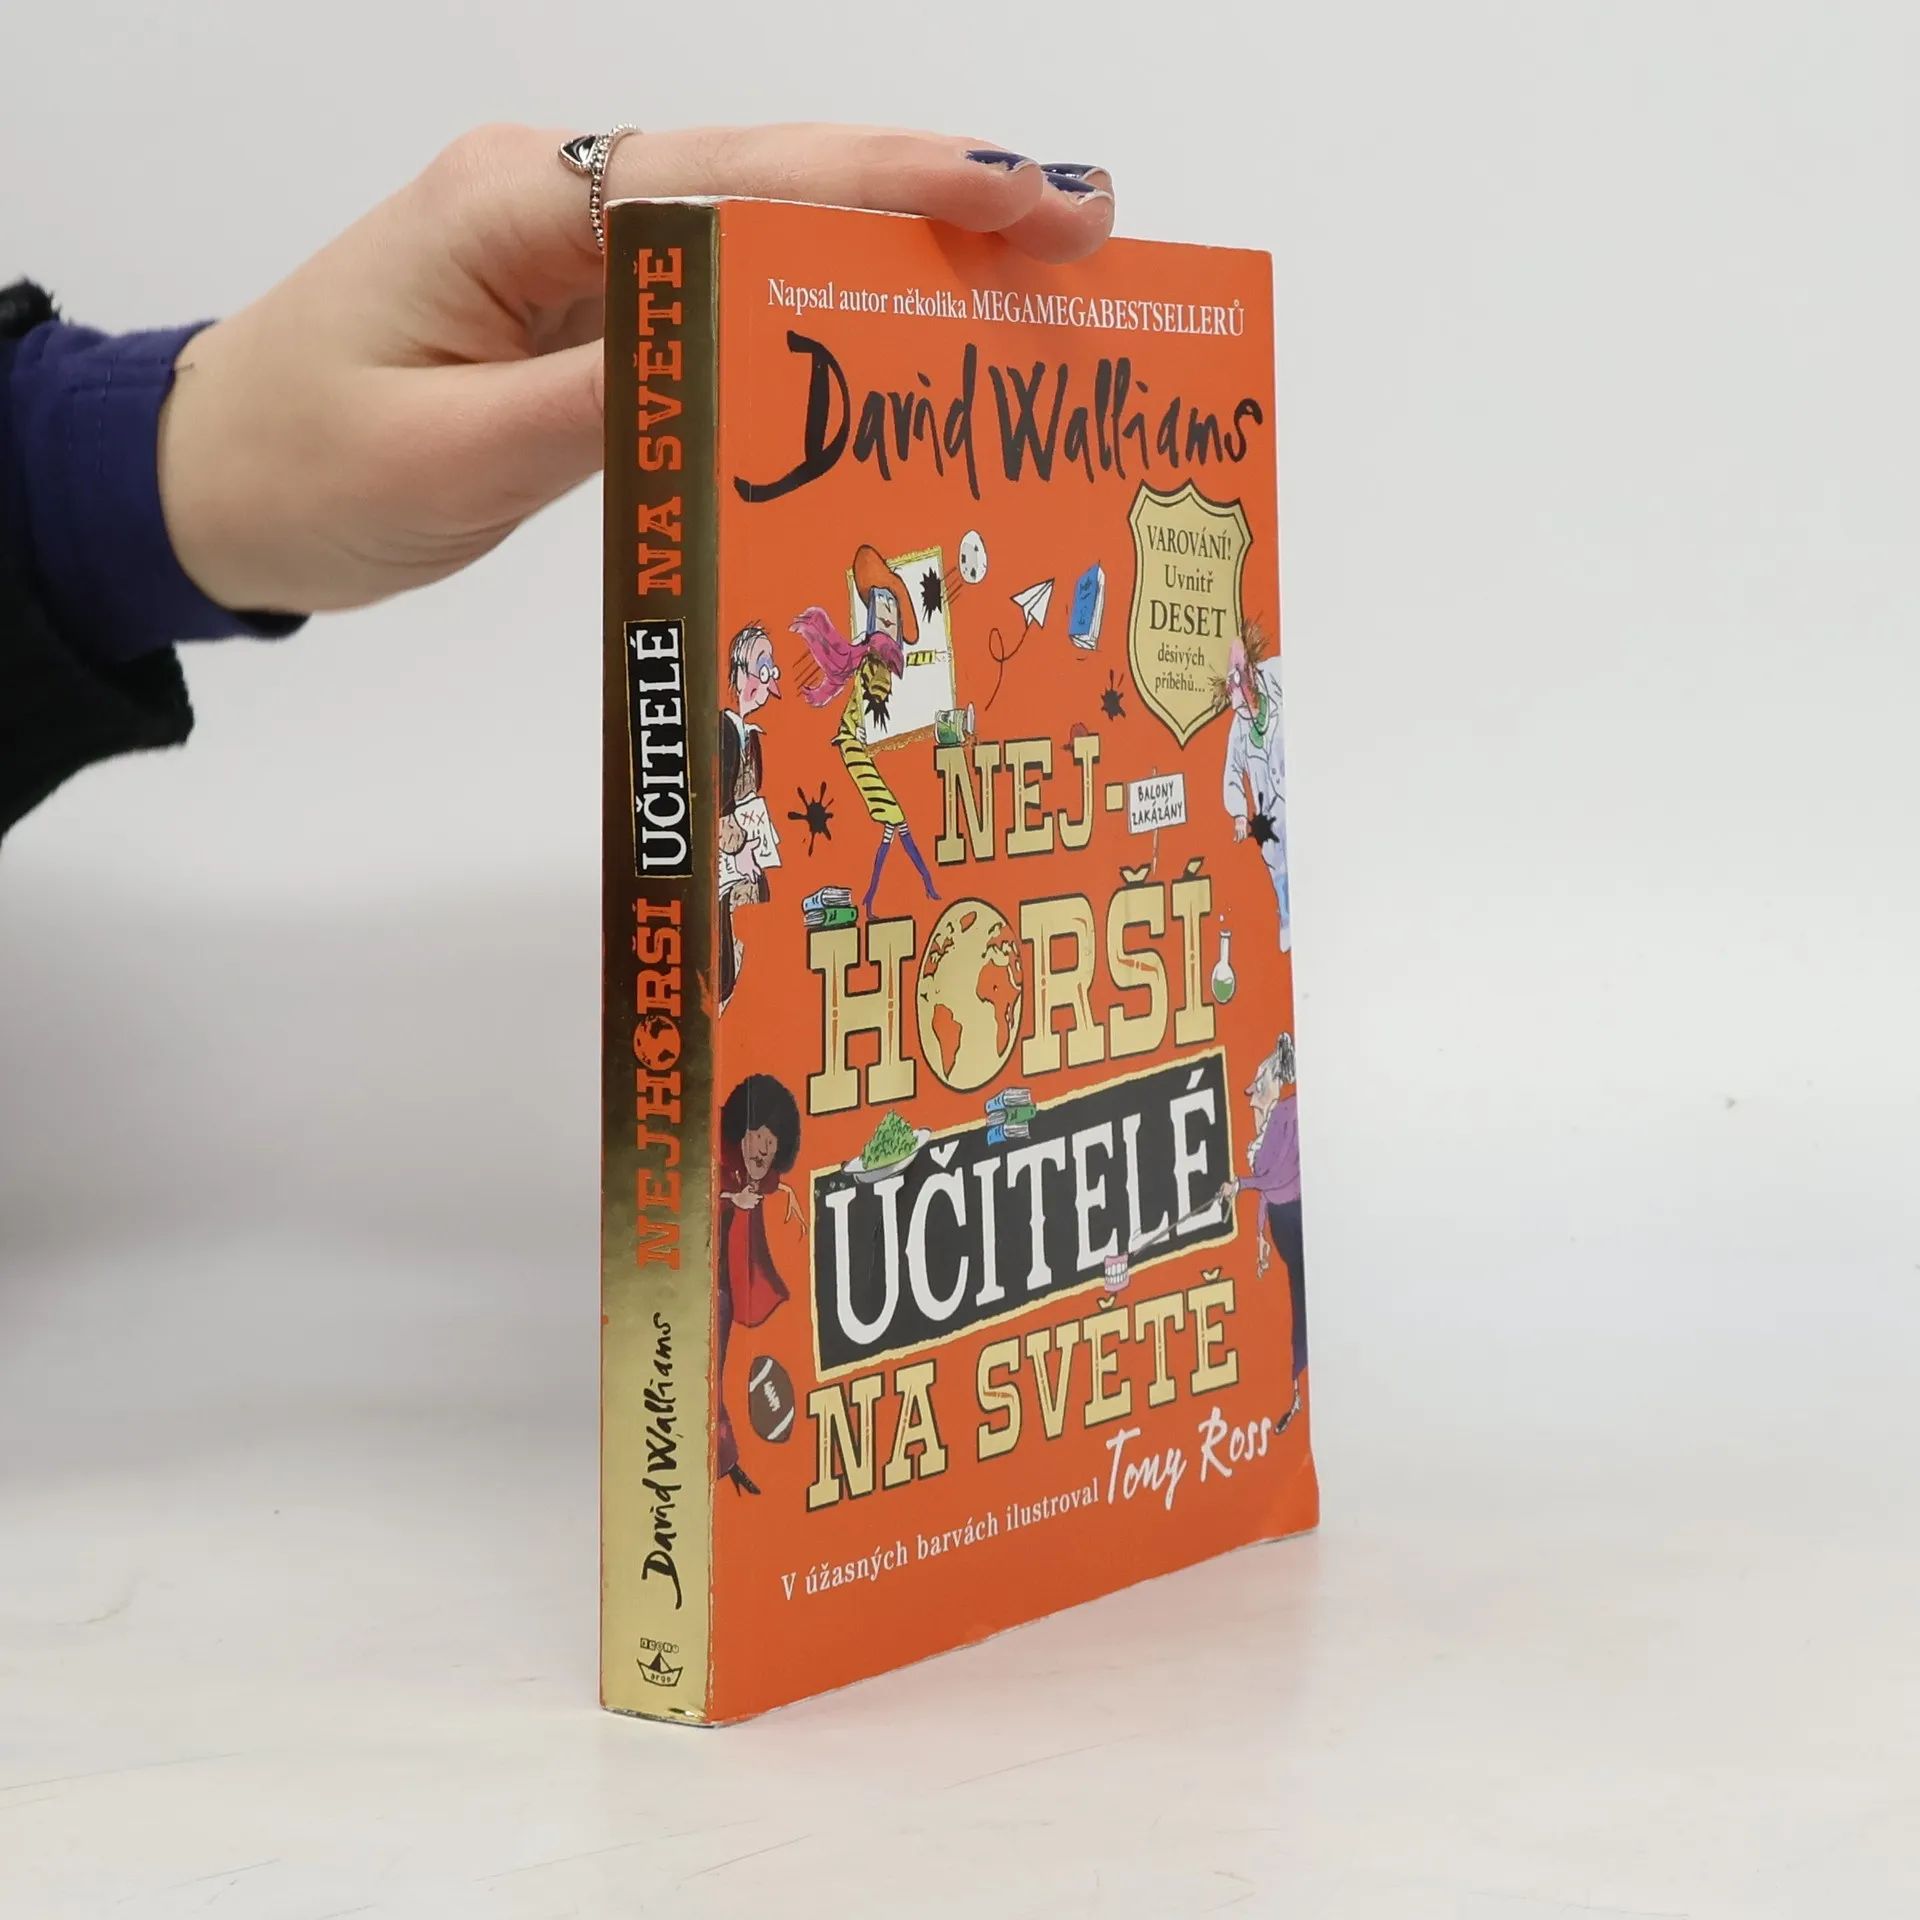 NEJHORŠÍ UČITELÉ NA SVĚTĚ
David Walliams
argo
Napsal autor několika MEGAMEGABESTSELLERŮ
David Walliams
VAROVÁNÍ!
Uvnitř
DESET
děsivých
příběhů...
NEJ-
BALONY
ZAKÁZÁNY
HORŠÍ
UČITELÉ
NA SVĚTĚ
V úžasných barvách ilustroval Tony Ross